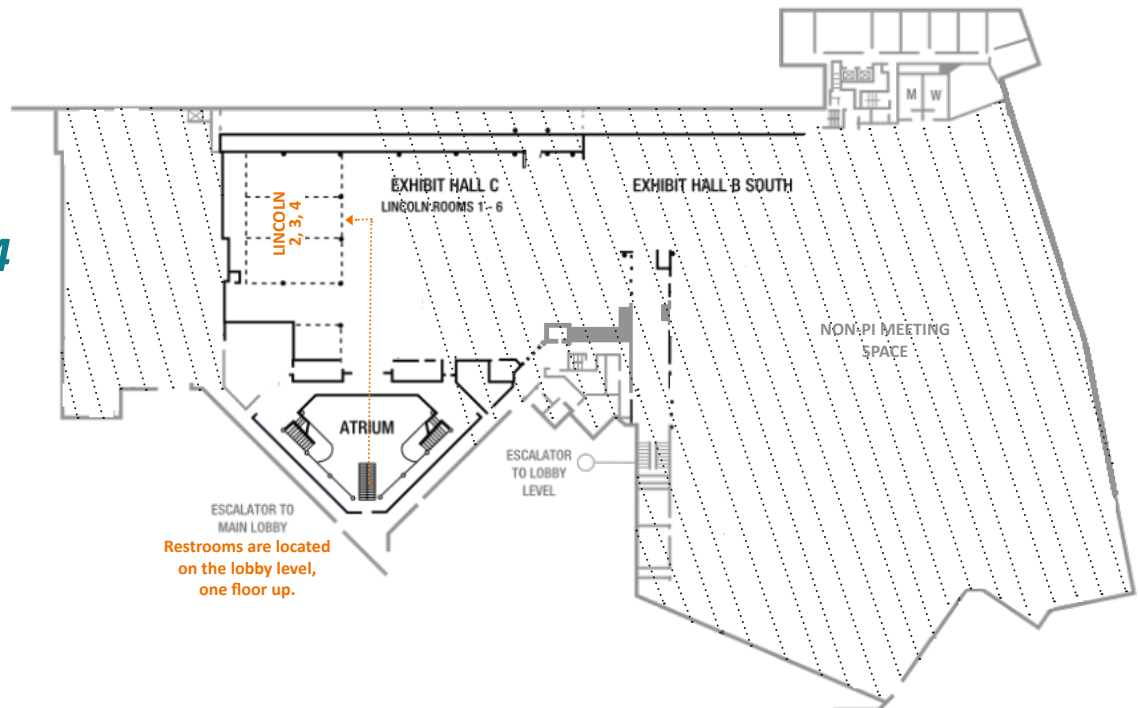 M W
EXHIBIT HALL C
LINCOLN ROOMS 1 - 6
EXHIBIT HALL B SOUTH
LINCOLN
2, 3, 4
4
NON-PI MEETING
SPACE
ATRIUM
ESCALATOR
TO LOBBY
LEVEL
ESCALATOR TO
MAIN LOBBY
Restrooms are located
on the lobby level,
one floor up.